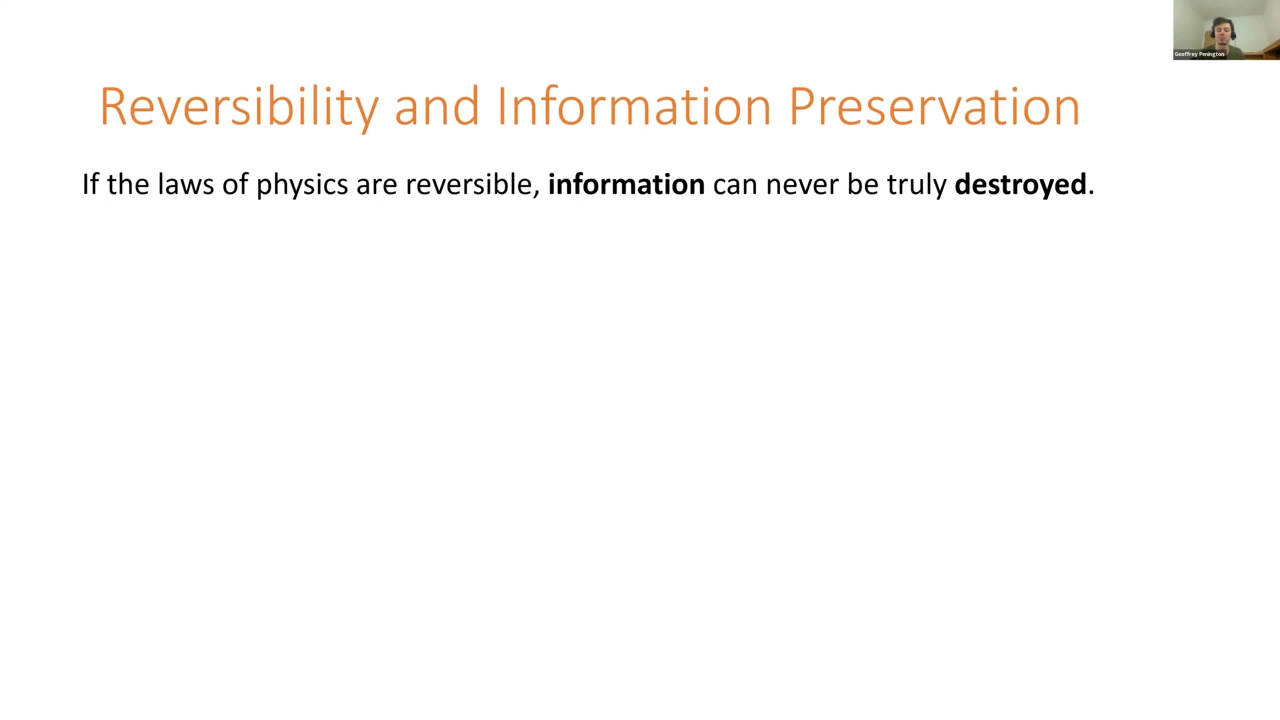 Geoffrey Penington
Reversibility and Information Preservation
If the laws of physics are reversible, information can never be truly destroyed.